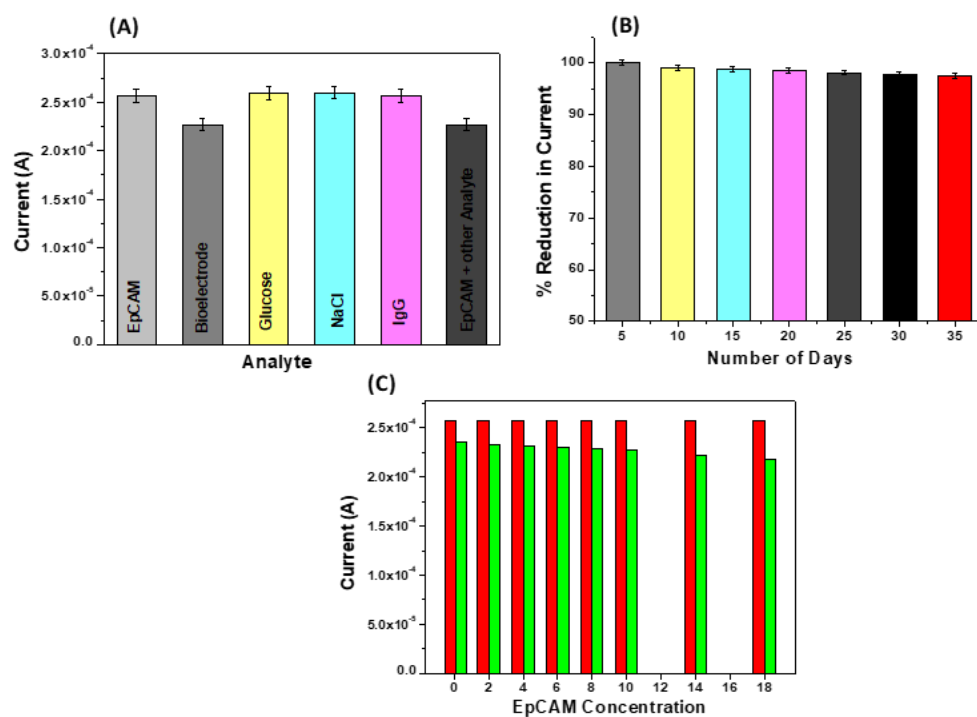 (A)
3.0x10⁻⁴
2.5x10⁻⁴
2.0x10⁻⁴
1.5x10⁻⁴
1.0x10⁻⁴
5.0x10⁻⁵
0.0
Current (A)
EpCAM
Bioelectrode
Glucose
NaCl
IgG
EpCAM + other Analyte
Analyte
(B)
100
90
80
70
60
50
% Reduction in Current
5 10 15 20 25 30 35
Number of Days
(C)
2.5x10⁻⁴
2.0x10⁻⁴
1.5x10⁻⁴
1.0x10⁻⁴
5.0x10⁻⁵
0.0
Current (A)
0 2 4 6 8 10 12 14 16 18
EpCAM Concentration